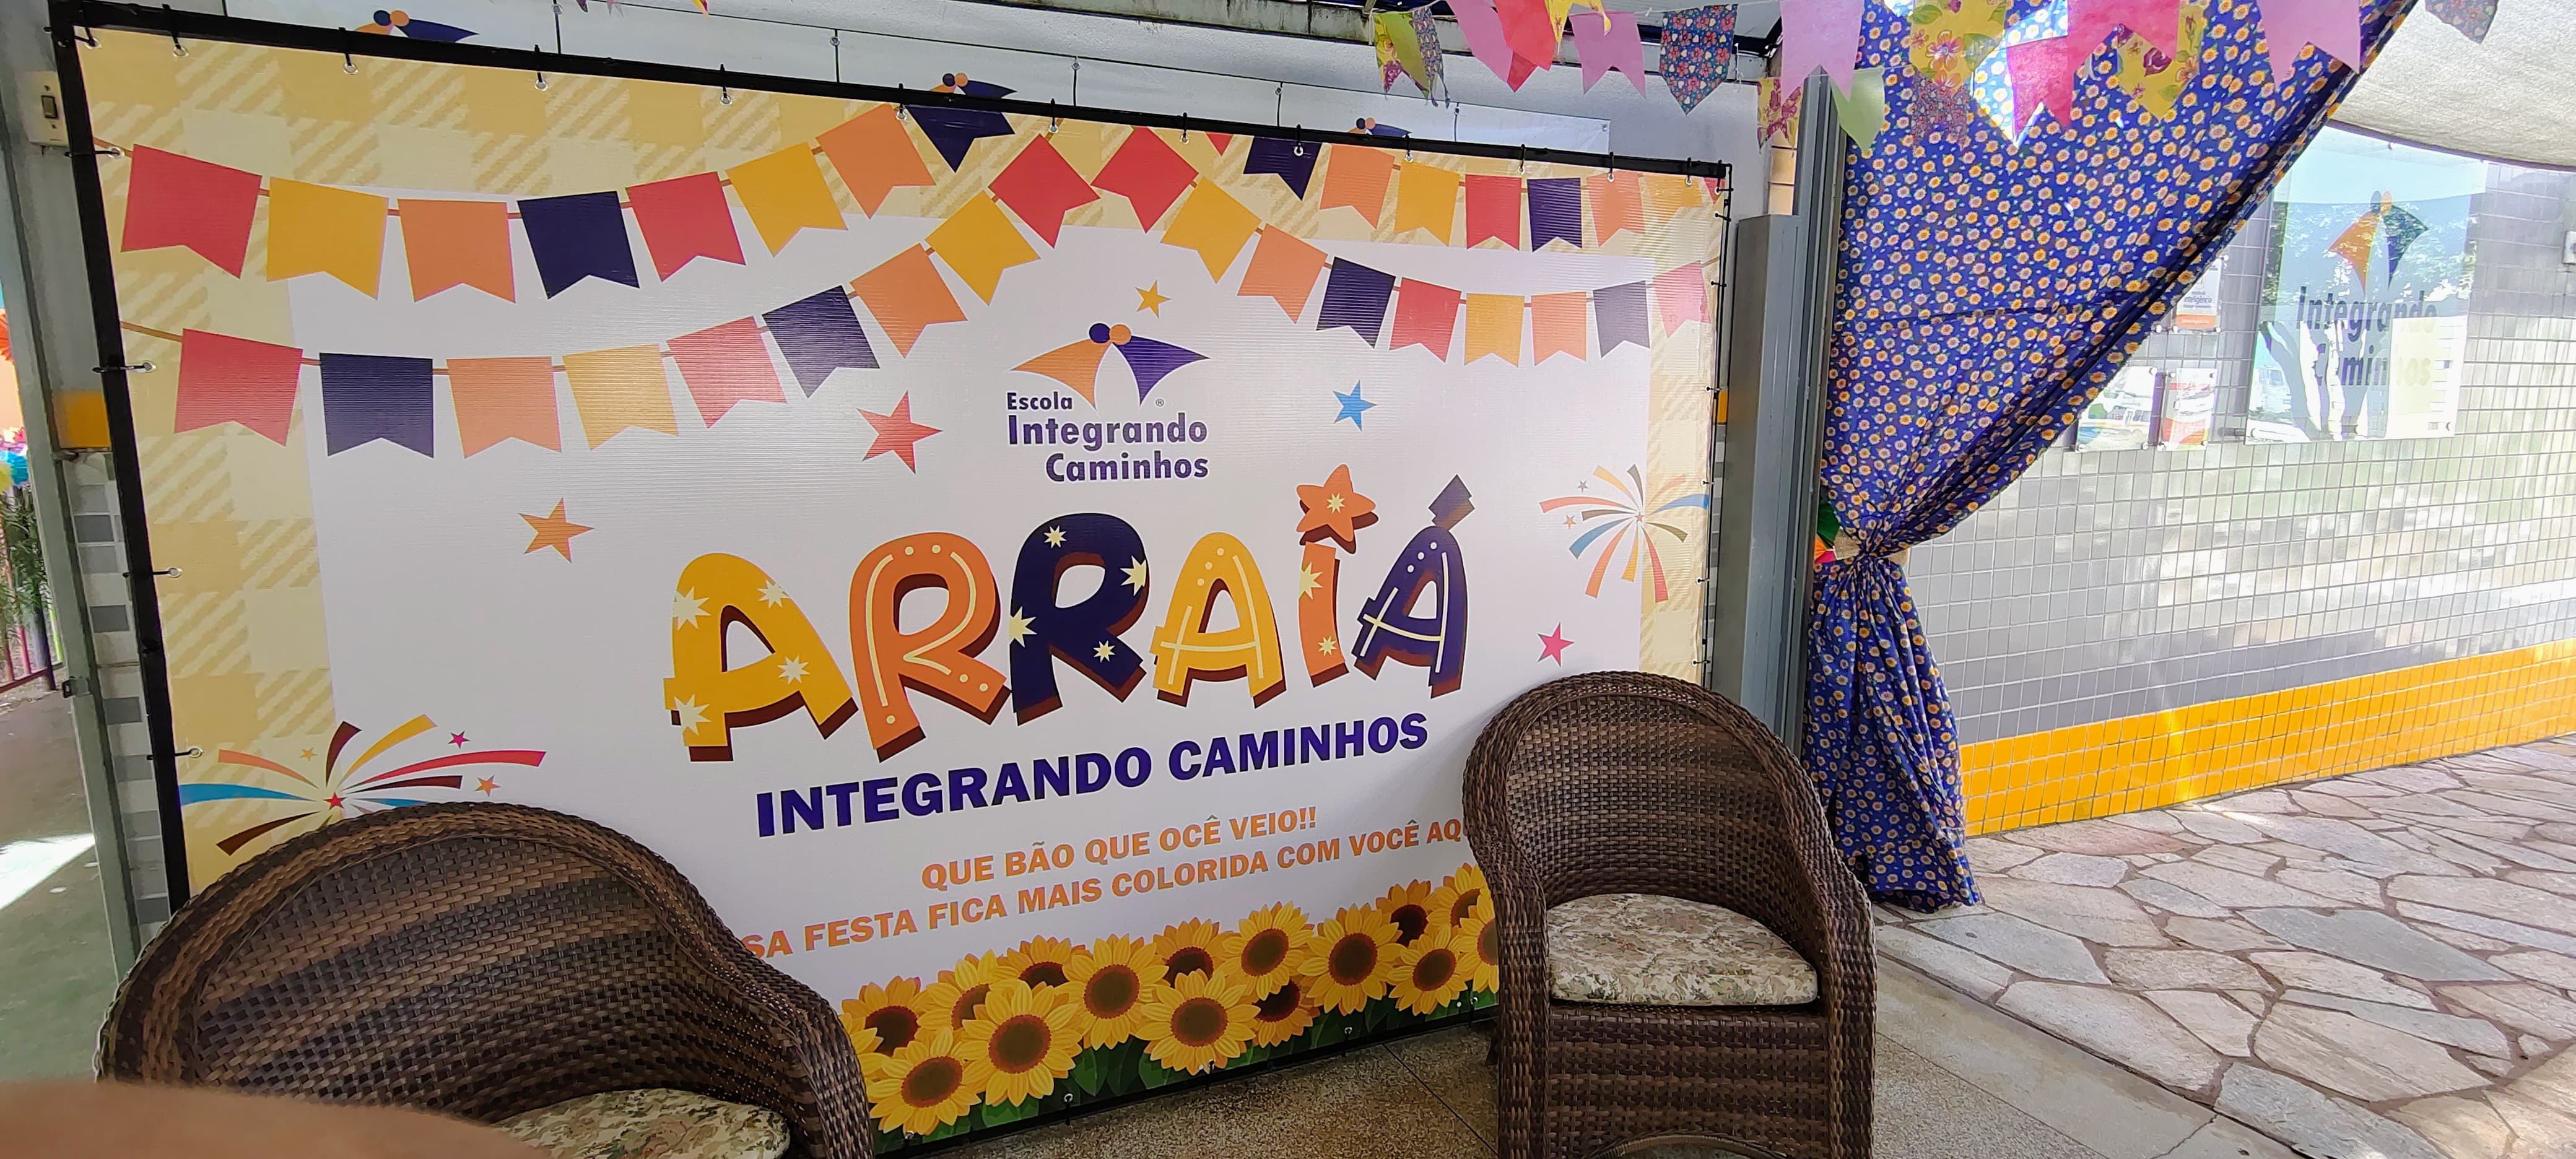 Escola
Integrando
Caminhos
ARRAIÁ
INTEGRANDO CAMINHOS
QUE BÃO QUE OCÊ VEIO!!
FESTA FICA MAIS COLORIDA COM VOCÊ
Integrando
Caminhos
inteligência